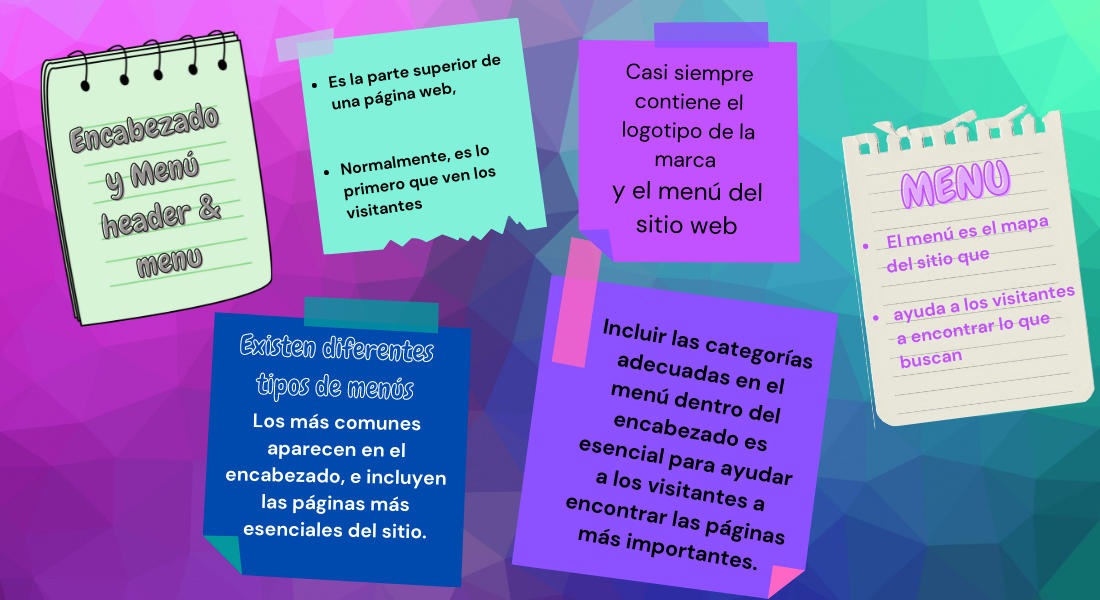 Encabezado
y Menú
header &
menu
Es la parte superior de
una página web,
Normalmente, es lo
primero que ven los
visitantes
Casi siempre
contiene el
logotipo de la
marca
y el menú del
sitio web
MENU
El menú es el mapa
del sitio que
ayuda a los visitantes
a encontrar lo que
buscan
Existen diferentes
tipos de menús
Los más comunes
aparecen en el
encabezado, e incluyen
las páginas más
esenciales del sitio.
Incluir las categorías
adecuadas en el
menú dentro del
encabezado es
esencial para ayudar
a los visitantes a
encontrar las páginas
más importantes.